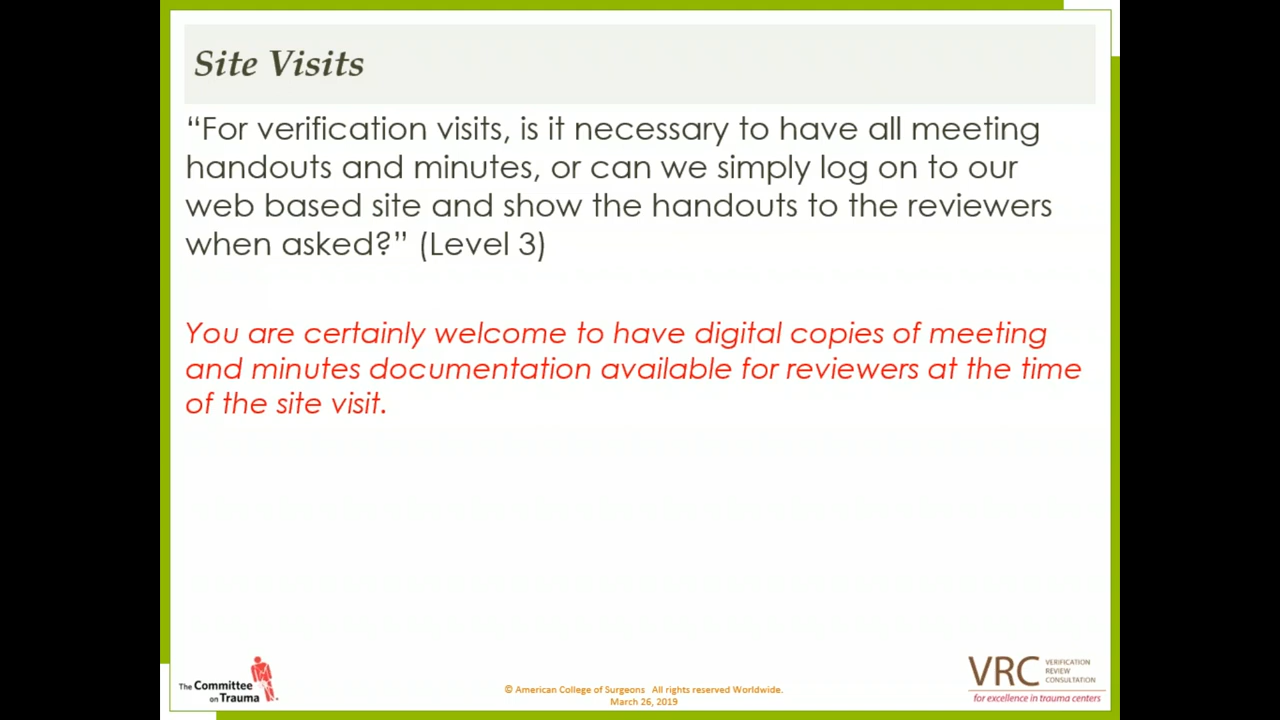 Site Visits
“For verification visits, is it necessary to have all meeting
handouts and minutes, or can we simply log on to our
web based site and show the handouts to the reviewers
when asked?” (Level 3)
You are certainly welcome to have digital copies of meeting
and minutes documentation available for reviewers at the time
of the site visit.
The Committee
on Trauma
© American College of Surgeons All rights reserved Worldwide.
March 26, 2019
VRC
VERIFICATION
REVIEW
CONSULTATION
for excellence in trauma centers